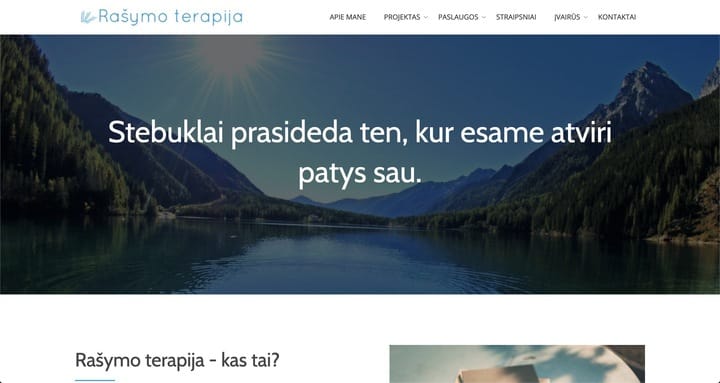 Rašymo terapija
APIE MANE PROJEKTAS PASLAUGOS STRAIPSNIAI ĮVAIRŪS KONTAKTAI
Stebuklai prasideda ten, kur esame atviri
patys sau.
Rašymo terapija - kas tai?